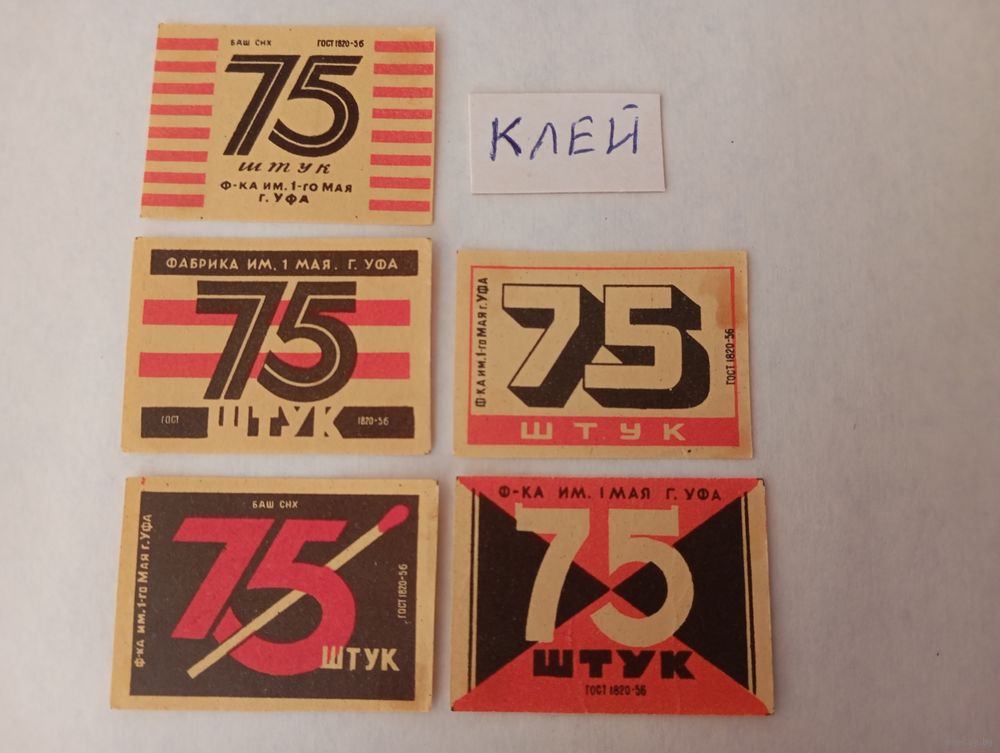 БАШ СНХ ГОСТ 1820-56
75
штук
Ф-КА ИМ. 1-ГО МАЯ
Г. УФА
КЛЕЙ
ФАБРИКА ИМ. 1 МАЯ. Г. УФА
75
ГОСТ ШТУК 1820-56
Ф-КА ИМ. 1-ГО МАЯ Г. УФА
75
ГОСТ 1820-56
ШТУК
Ф-КА ИМ. 1-ГО МАЯ Г. УФА
БАШ СНХ
75
ШТУК
ГОСТ 1820-56
Ф-КА ИМ. 1 МАЯ Г. УФА
75
ШТУК
ГОСТ 1820-56